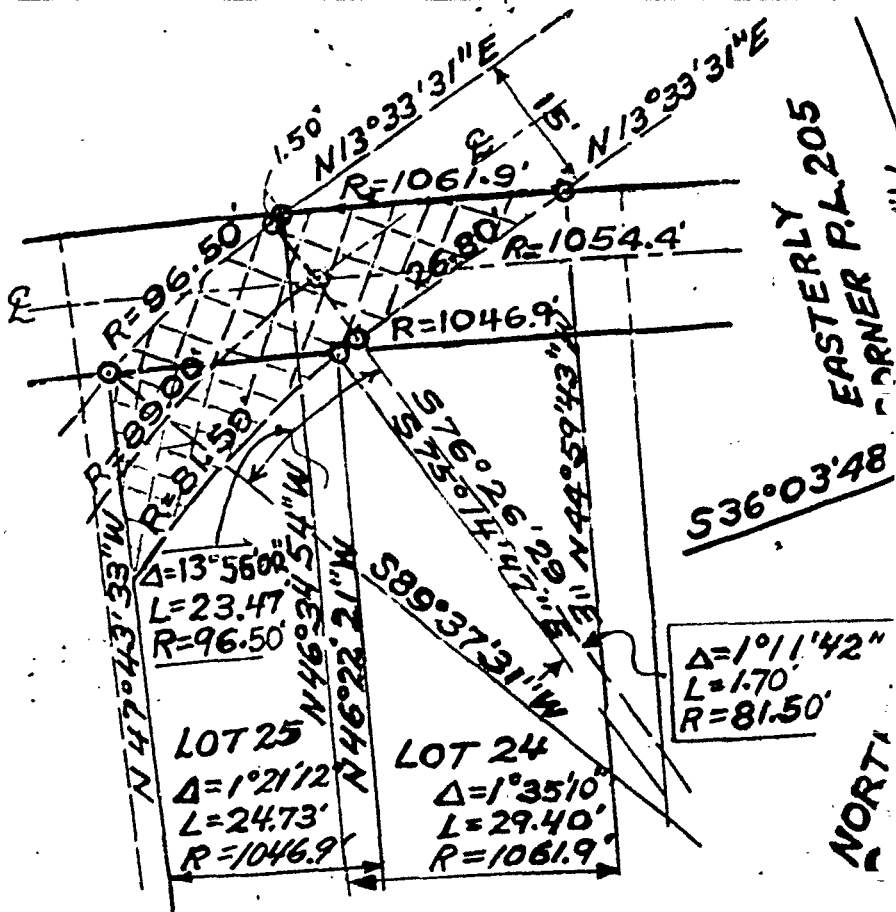 1.50'
N13°33'31"E
15'
N13°33'31"E
℄
R=1061.9'
EASTERLY
CORNER P.L. 205
R=96.50'
26.80'
R=1054.4'
℄
R=1046.9'
R=89.00'
R=81.50'
S76°26'29"E
S75°14'47"E
N44°59'43"W
S36°03'48
Δ=13°56'00"
L=23.47'
R=96.50'
N47°43'33"W
N46°34'54"W
N46°22'21"W
S89°37'31"W
Δ=1°11'42"
L=1.70'
R=81.50'
LOT 25
Δ=1°21'12"
L=24.73'
R=1046.9'
LOT 24
Δ=1°35'10"
L=29.40'
R=1061.9'
NORTH